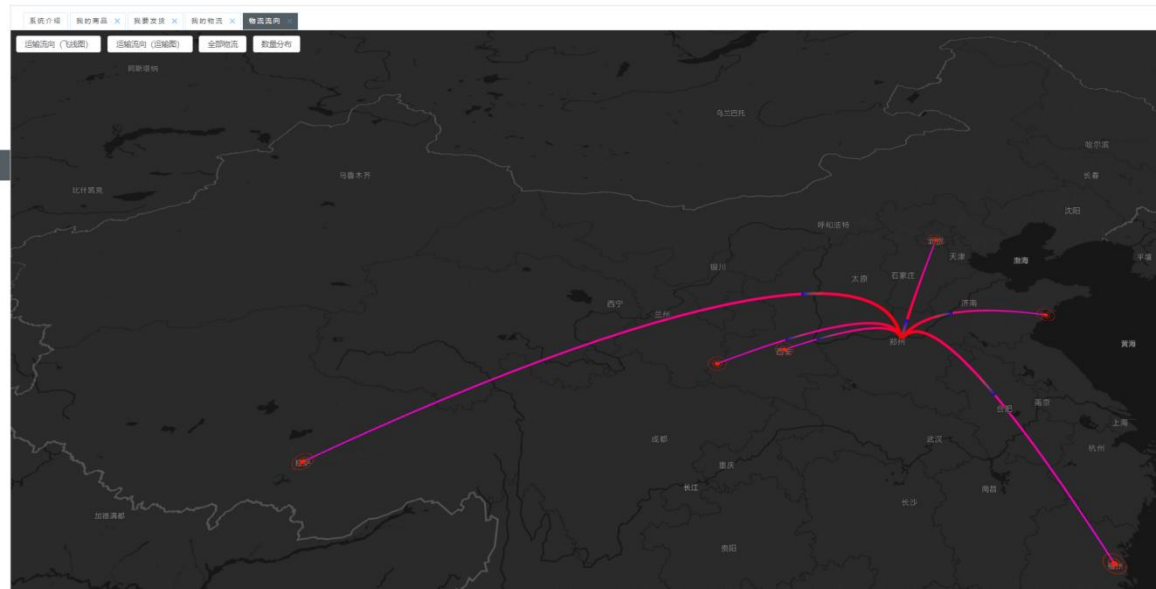 系统介绍 我的商品 × 我要发货 × 我的物流 × 物流流向 ×
运输流向（飞线图） 运输流向（运输图） 全部物流 数量分布
阿斯塔纳
乌兰巴托
哈尔滨
乌鲁木齐
长春
比什凯克
沈阳
呼和浩特
天津
平壤
渤海
银川
石家庄
太原
西宁
济南
兰州
郑州
黄海
西安
南京
合肥
上海
成都
武汉
杭州
重庆
长江
南昌
长沙
加德满都
贵阳